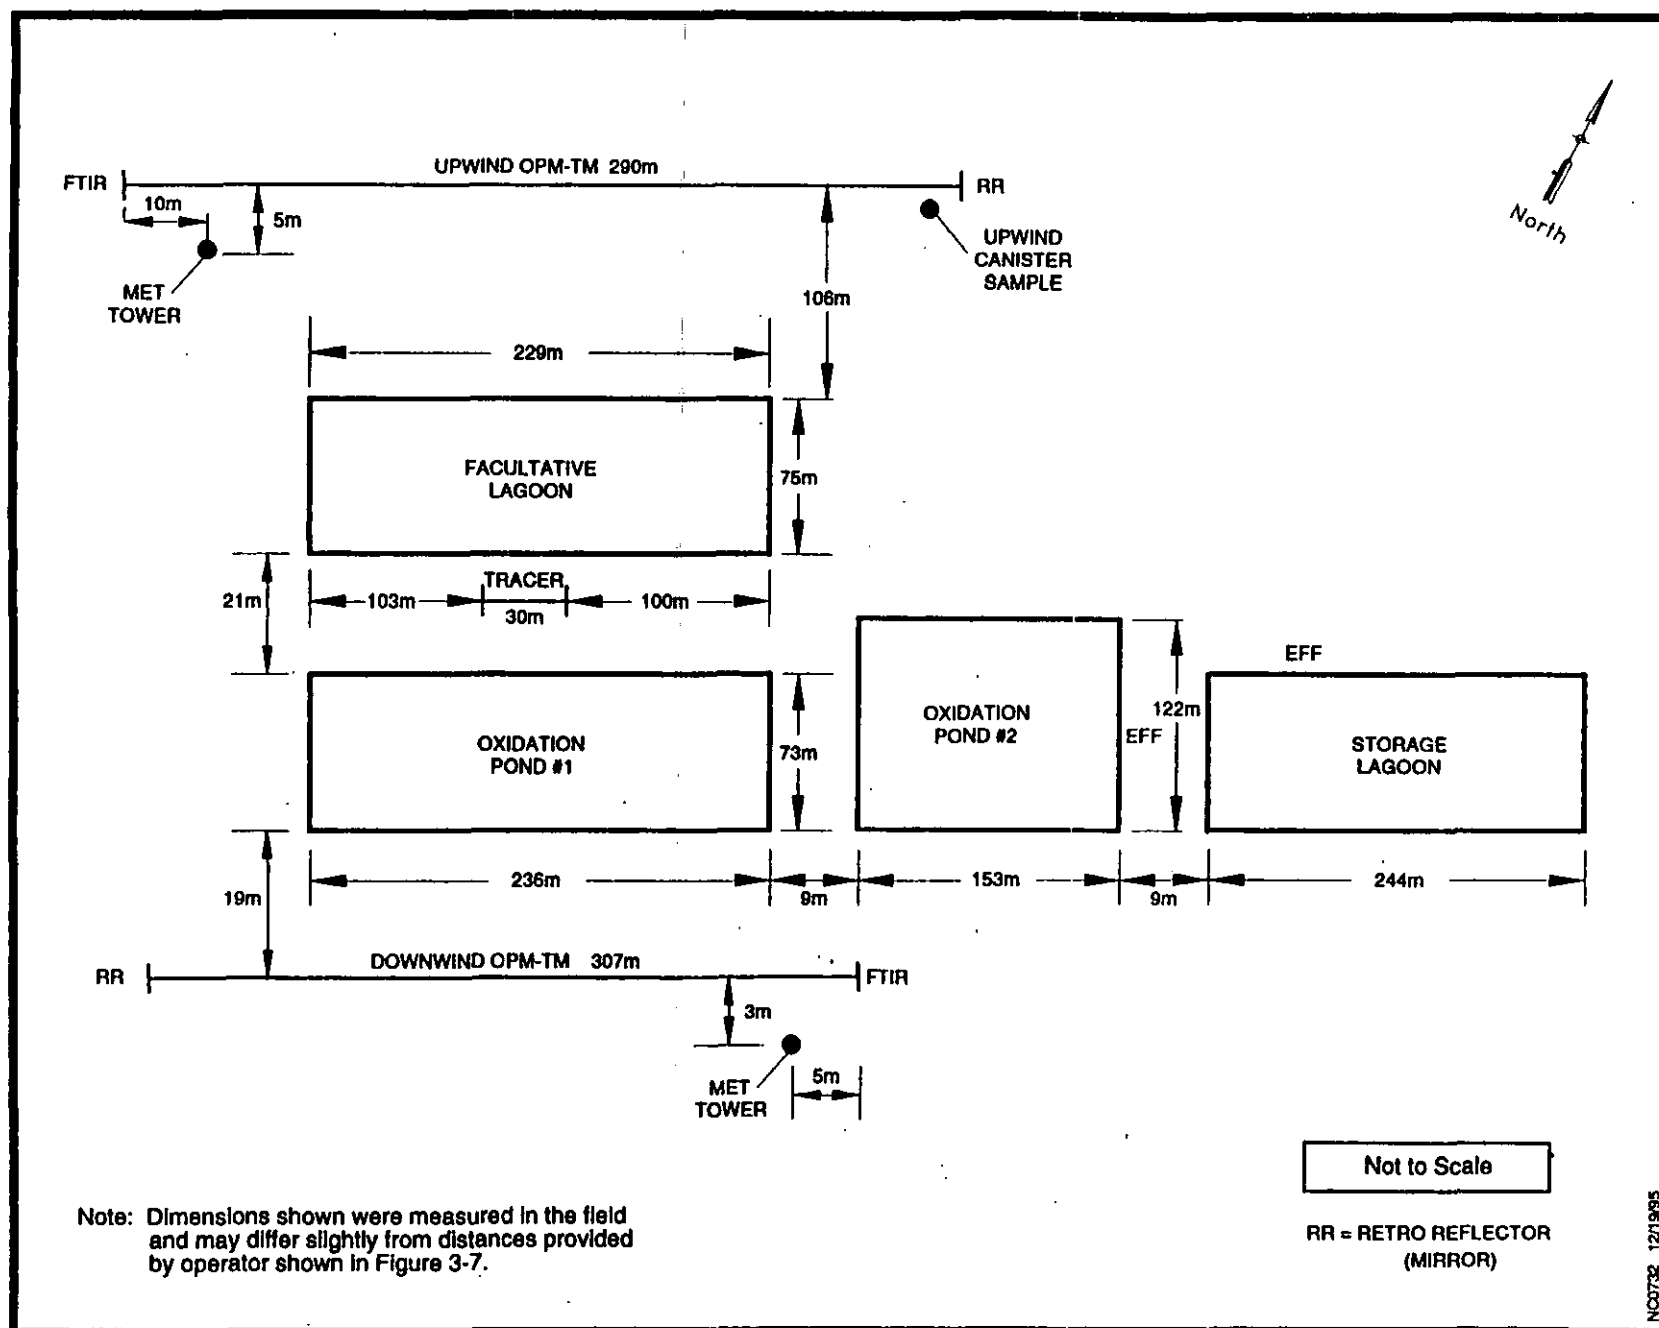 UPWIND OPM-TM 290m
FTIR
RR
10m
5m
North
UPWIND
CANISTER
SAMPLE
MET
TOWER
106m
229m
FACULTATIVE
LAGOON
75m
TRACER
21m
103m
30m
100m
EFF
OXIDATION
POND #1
73m
OXIDATION
POND #2
EFF
122m
STORAGE
LAGOON
19m
236m
9m
153m
9m
244m
DOWNWIND OPM-TM 307m
RR
FTIR
3m
MET
TOWER
5m
Not to Scale
Note: Dimensions shown were measured in the field
and may differ slightly from distances provided
by operator shown in Figure 3-7.
RR = RETRO REFLECTOR
(MIRROR)
NC0732 12/19/95